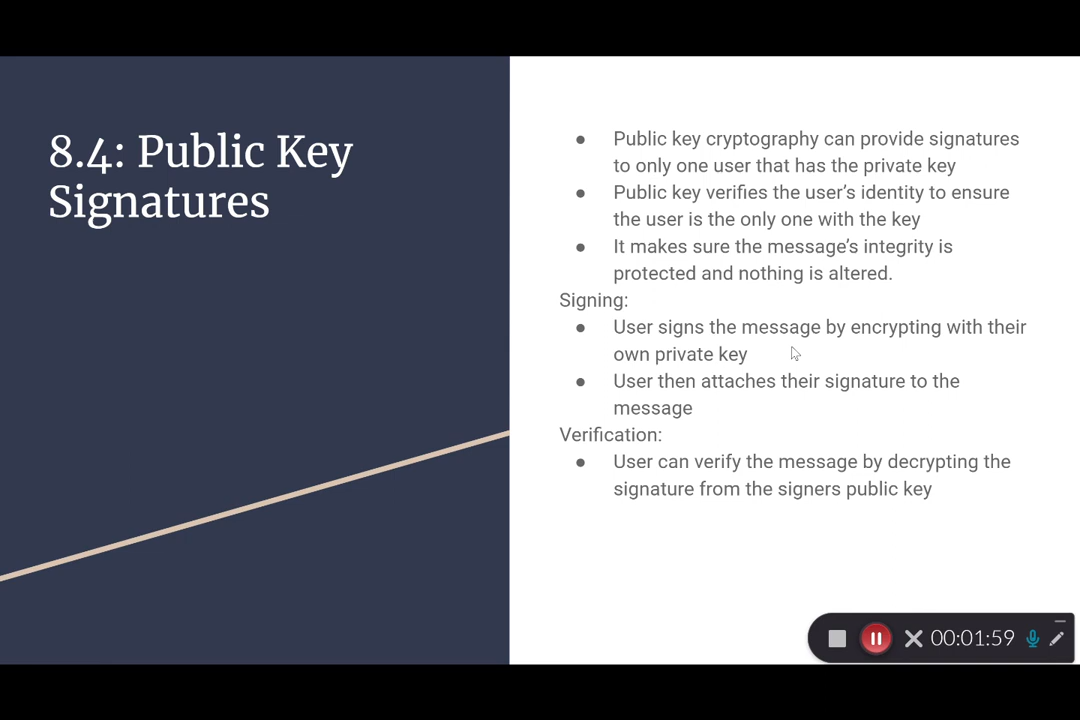 8.4: Public Key
Signatures
● Public key cryptography can provide signatures
to only one user that has the private key
● Public key verifies the user’s identity to ensure
the user is the only one with the key
● It makes sure the message’s integrity is
protected and nothing is altered.
Signing:
● User signs the message by encrypting with their
own private key
● User then attaches their signature to the
message
Verification:
● User can verify the message by decrypting the
signature from the signers public key
00:01:59